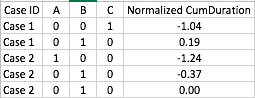 Case ID A B C Normalized CumDuration
Case 1 0 0 1 -1.04
Case 1 0 1 0 0.19
Case 2 1 0 0 -1.24
Case 2 0 1 0 -0.37
Case 2 0 1 0 0.00